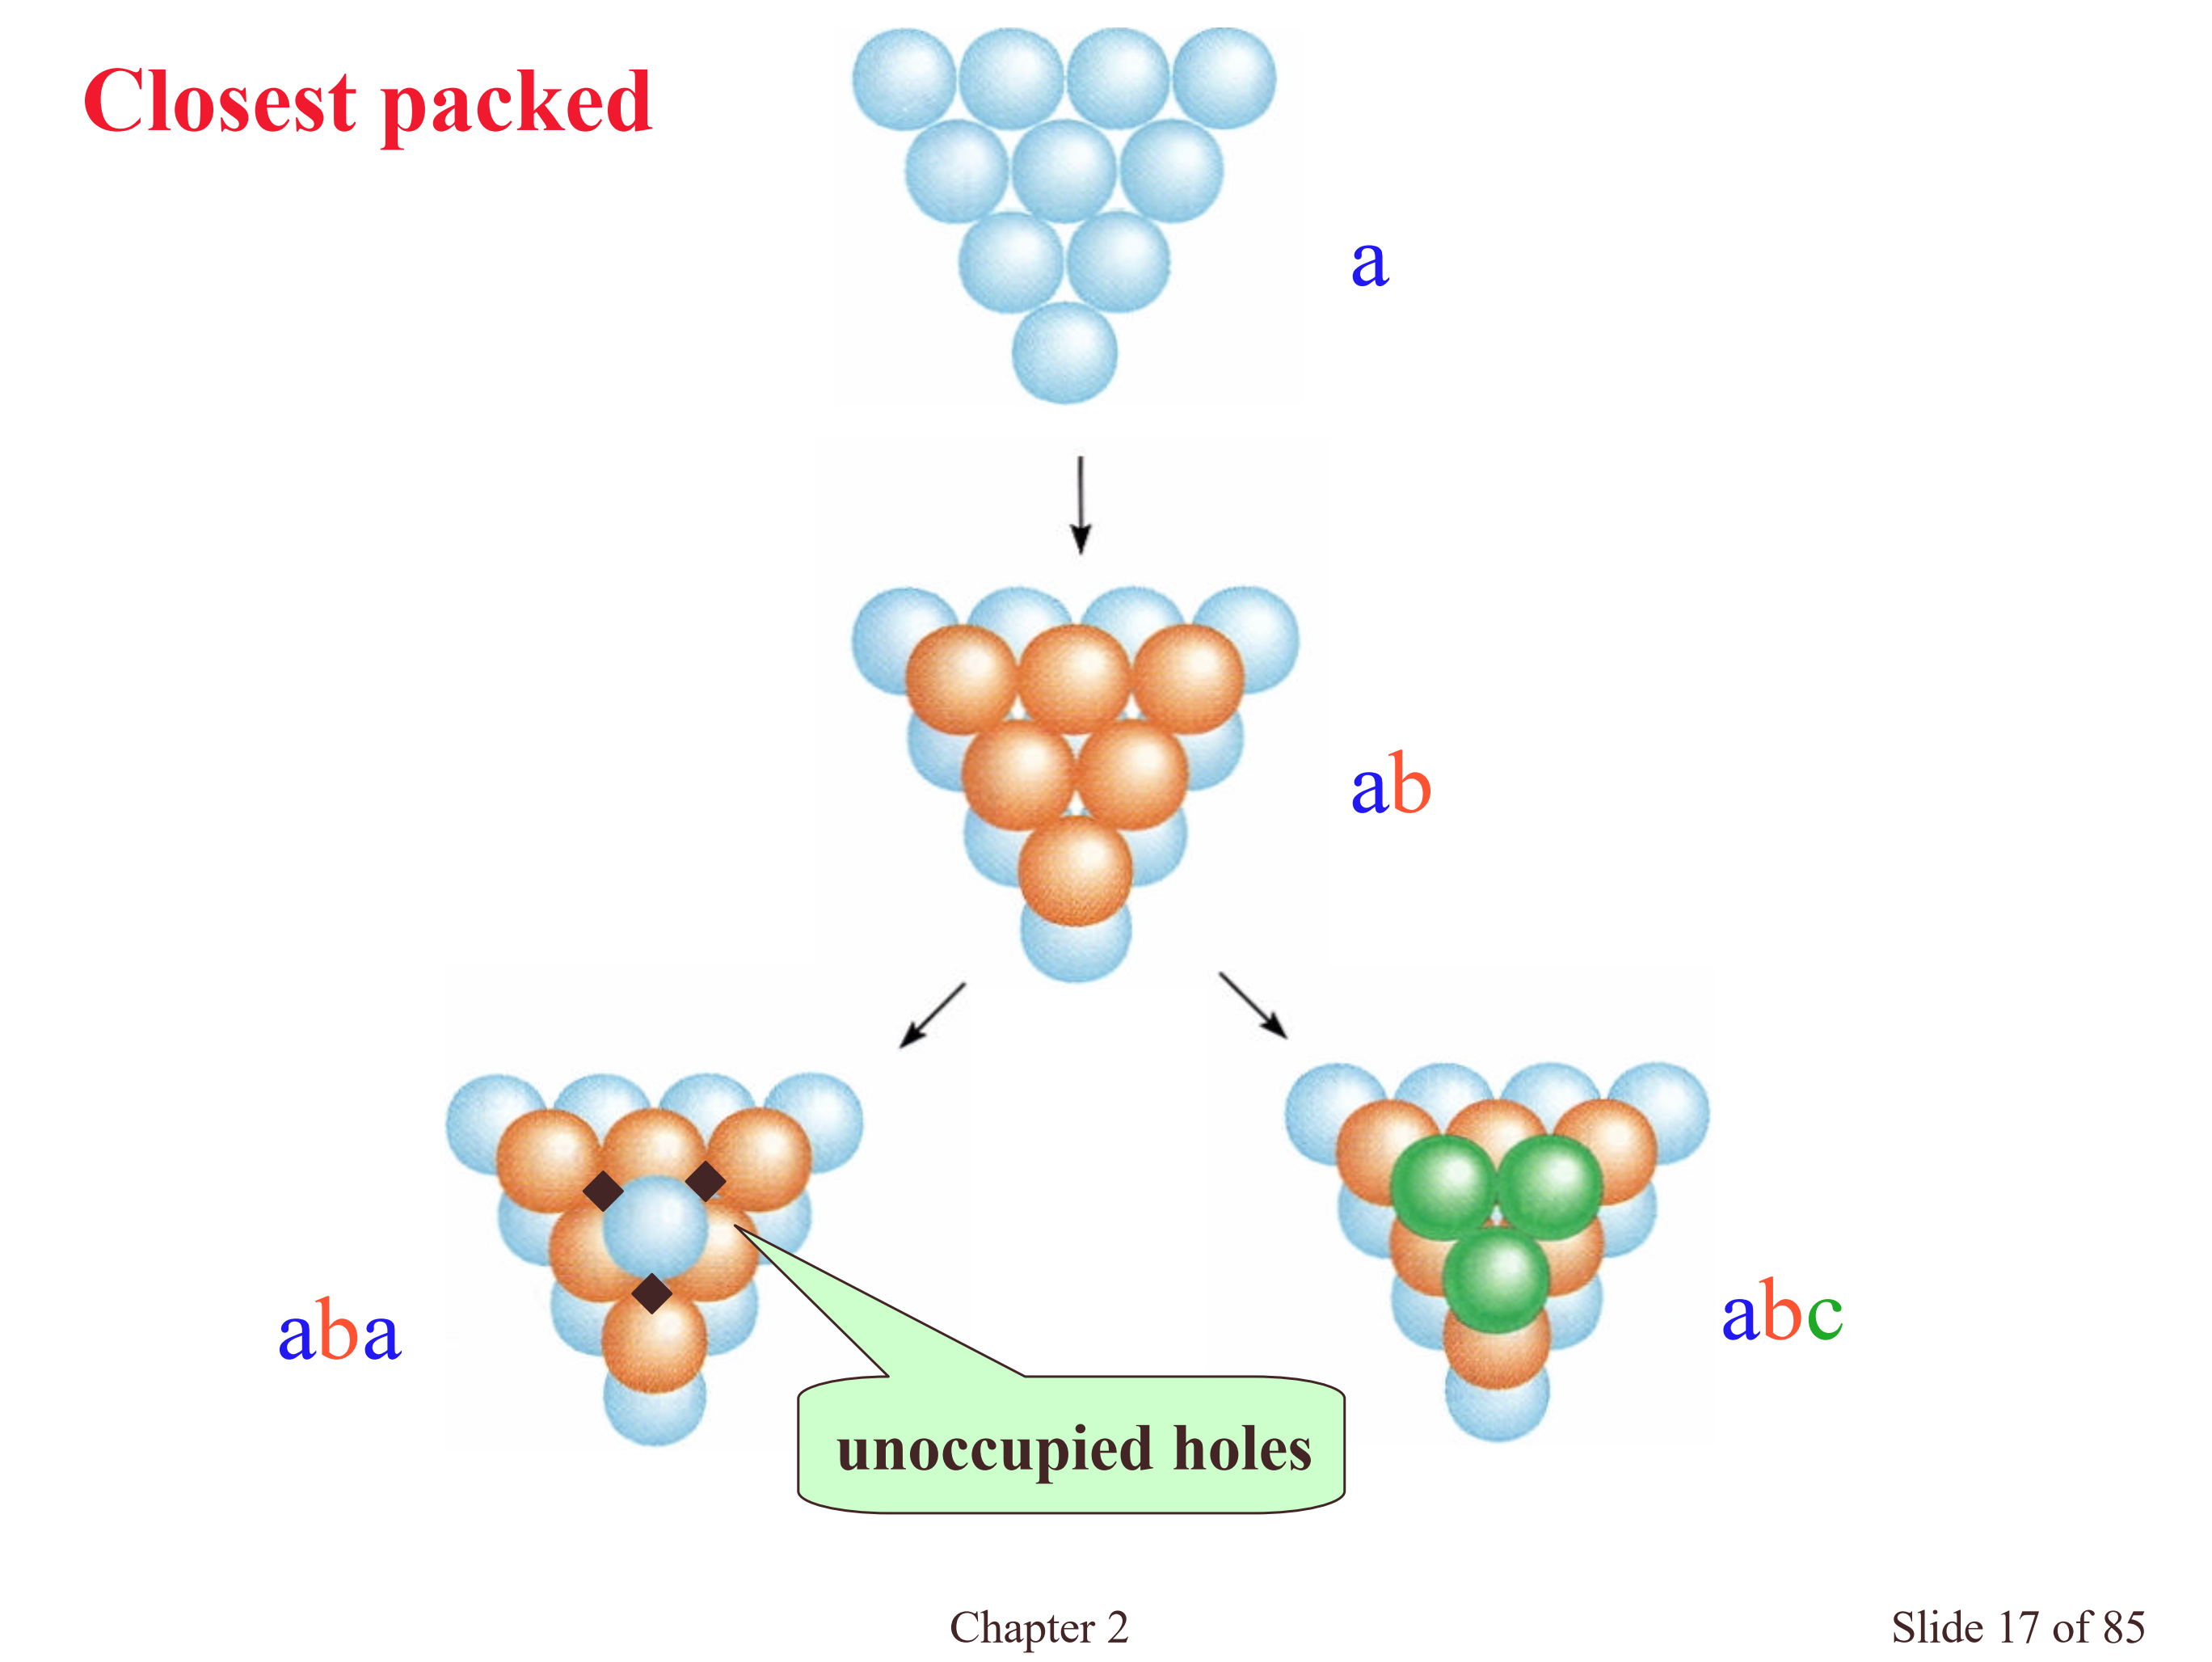 Closest packed
a
ab
aba
abc
unoccupied holes
Chapter 2
Slide 17 of 85